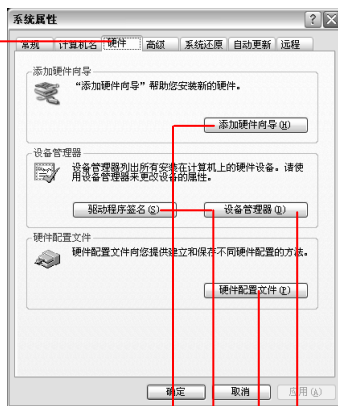 系统属性
常规 计算机名 硬件 高级 系统还原 自动更新 远程
添加硬件向导
“添加硬件向导”帮助您安装新的硬件。
添加硬件向导(H)
设备管理器
设备管理器列出所有安装在计算机上的硬件设备。请使
用设备管理器来更改设备的属性。
驱动程序签名(S) 设备管理器(D)
硬件配置文件
硬件配置文件向您提供建立和保存不同硬件配置的方法。
硬件配置文件(P)
确定 取消 应用(A)